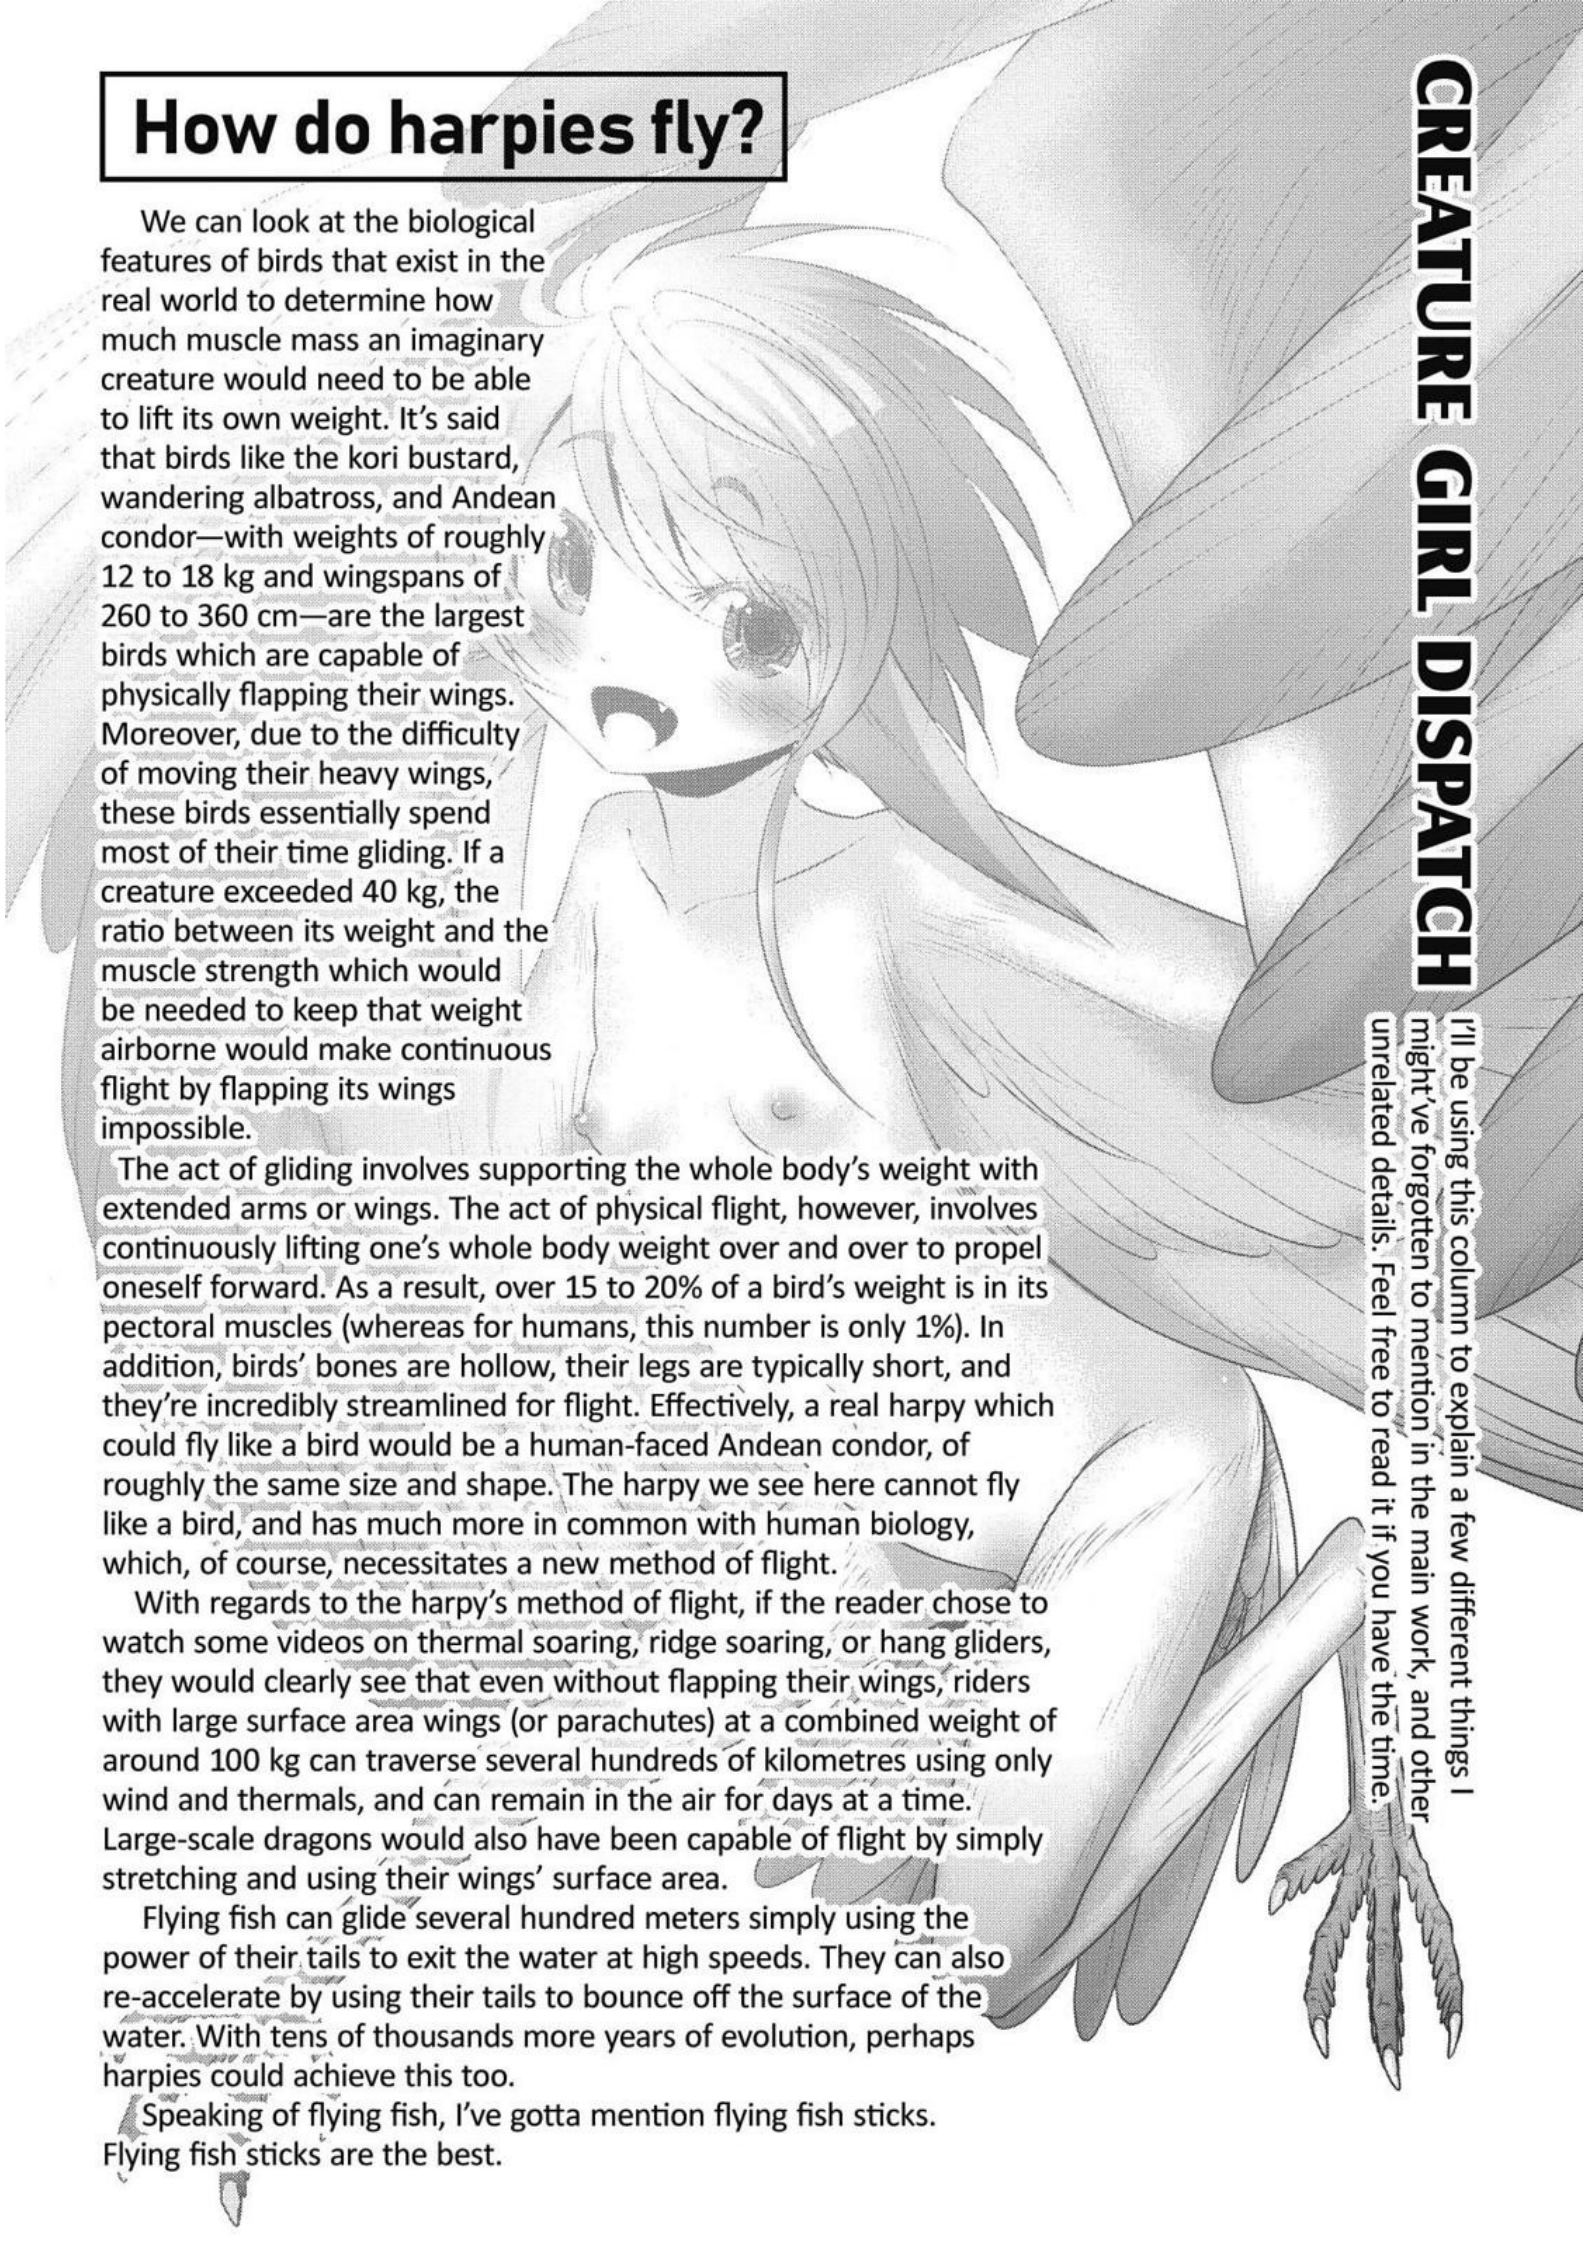 How do harpies fly?
We can look at the biological
features of birds that exist in the
real world to determine how
much muscle mass an imaginary
creature would need to be able
to lift its own weight. It's said
that birds like the kori bustard,
wandering albatross, and Andean
condor—with weights of roughly
12 to 18 kg and wingspans of
260 to 360 cm—are the largest
birds which are capable of
physically flapping their wings.
Moreover, due to the difficulty
of moving their heavy wings,
these birds essentially spend
most of their time gliding. If a
creature exceeded 40 kg, the
ratio between its weight and the
muscle strength which would
be needed to keep that weight
airborne would make continuous
flight by flapping its wings
impossible.
The act of gliding involves supporting the whole body's weight with
extended arms or wings. The act of physical flight, however, involves
continuously lifting one's whole body weight over and over to propel
oneself forward. As a result, over 15 to 20% of a bird's weight is in its
pectoral muscles (whereas for humans, this number is only 1%). In
addition, birds' bones are hollow, their legs are typically short, and
they're incredibly streamlined for flight. Effectively, a real harpy which
could fly like a bird would be a human-faced Andean condor, of
roughly the same size and shape. The harpy we see here cannot fly
like a bird, and has much more in common with human biology,
which, of course, necessitates a new method of flight.
With regards to the harpy's method of flight, if the reader chose to
watch some videos on thermal soaring, ridge soaring, or hang gliders,
they would clearly see that even without flapping their wings, riders
with large surface area wings (or parachutes) at a combined weight of
around 100 kg can traverse several hundreds of kilometres using only
wind and thermals, and can remain in the air for days at a time.
Large-scale dragons would also have been capable of flight by simply
stretching and using their wings' surface area.
Flying fish can glide several hundred meters simply using the
power of their tails to exit the water at high speeds. They can also
re-accelerate by using their tails to bounce off the surface of the
water. With tens of thousands more years of evolution, perhaps
harpies could achieve this too.
Speaking of flying fish, I've gotta mention flying fish sticks.
Flying fish sticks are the best.
CREATURE GIRL DISPATCH
I'll be using this column to explain a few different things I
might've forgotten to mention in the main work, and other
unrelated details. Feel free to read it if you have the time.